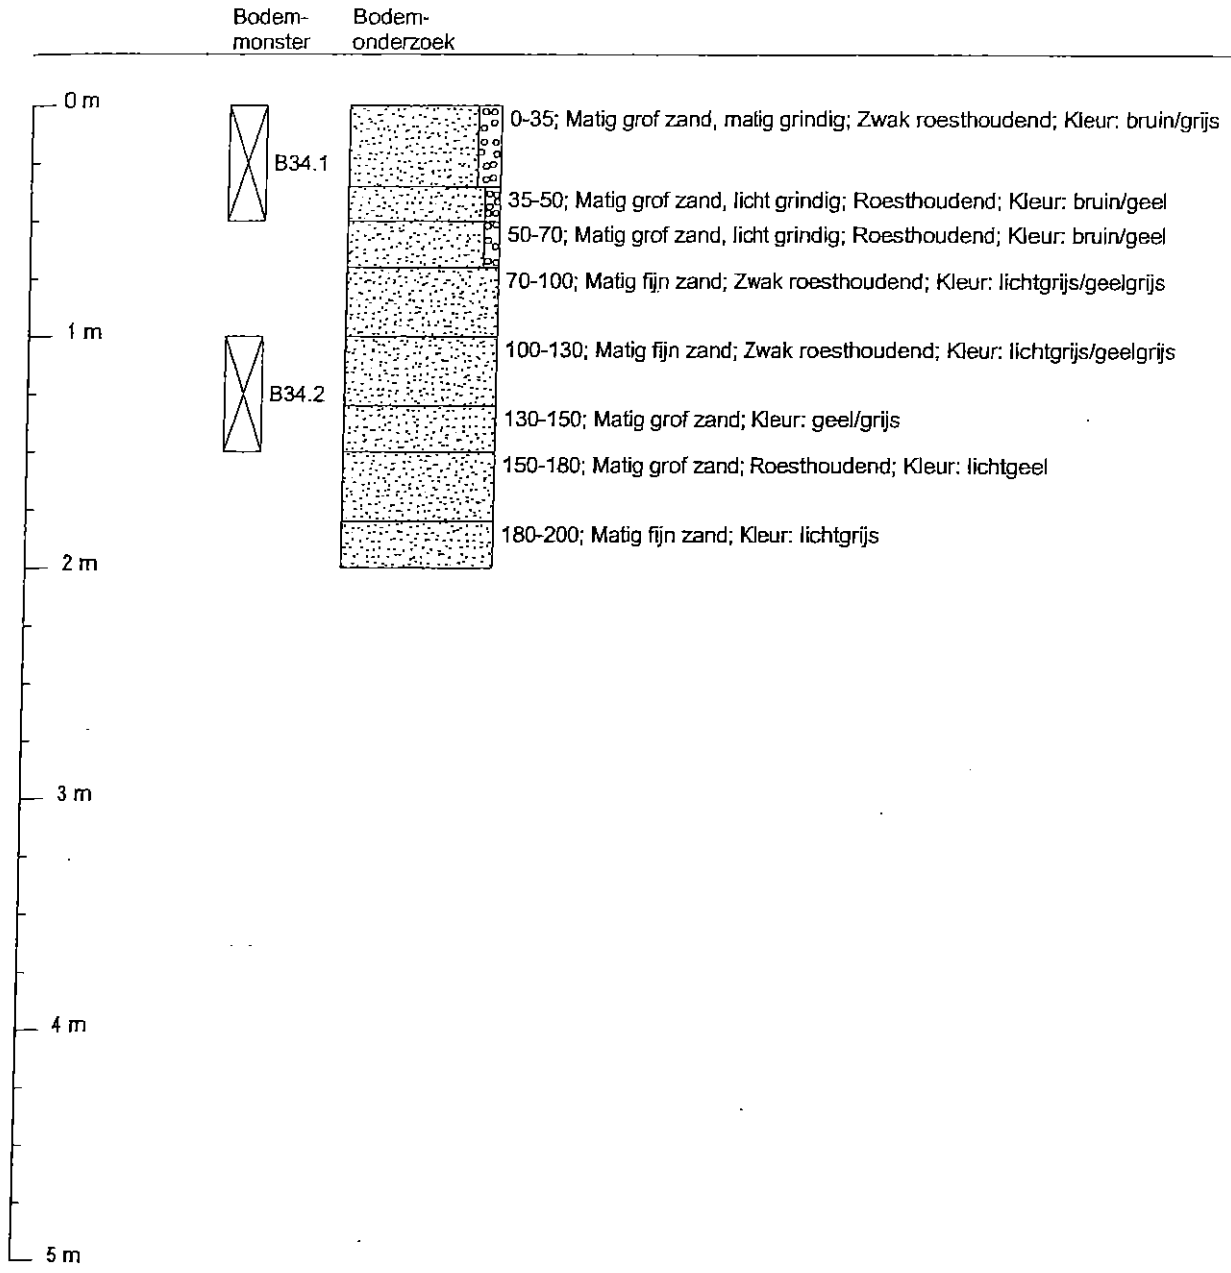 Bodem-
monster
Bodem-
onderzoek
0 m
B34.1
0-35; Matig grof zand, matig grindig; Zwak roesthoudend; Kleur: bruin/grijs
35-50; Matig grof zand, licht grindig; Roesthoudend; Kleur: bruin/geel
50-70; Matig grof zand, licht grindig; Roesthoudend; Kleur: bruin/geel
70-100; Matig fijn zand; Zwak roesthoudend; Kleur: lichtgrijs/geelgrijs
1 m
100-130; Matig fijn zand; Zwak roesthoudend; Kleur: lichtgrijs/geelgrijs
B34.2
130-150; Matig grof zand; Kleur: geel/grijs
150-180; Matig grof zand; Roesthoudend; Kleur: lichtgeel
180-200; Matig fijn zand; Kleur: lichtgrijs
2 m
3 m
4 m
5 m